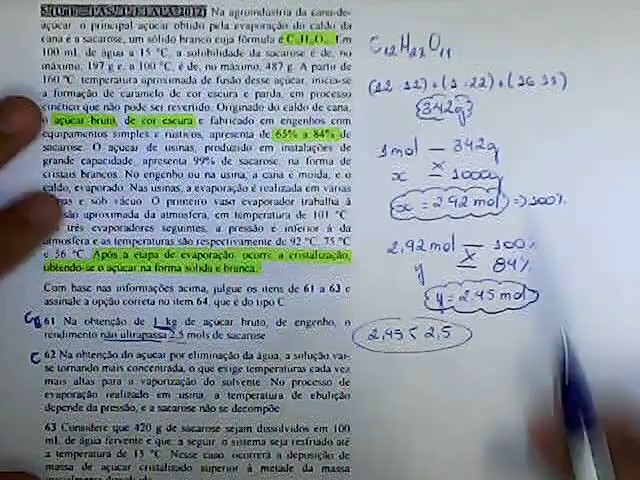 5.(UnB – PAS/2ª ETAPA/2012) Na agroindústria da cana-de-
açúcar, o principal açúcar obtido pela evaporação do caldo da
cana é a sacarose, um sólido branco cuja fórmula é C₁₂H₂₂O₁₁. Em
100 mL de água a 15 °C, a solubilidade da sacarose é de, no
máximo, 197 g e, a 100 °C, é de, no máximo, 487 g. A partir de
160 °C, temperatura aproximada de fusão desse açúcar, inicia-se
a formação de caramelo de cor escura e parda, em processo
cinético que não pode ser revertido. Originado do caldo de cana,
o açúcar bruto, de cor escura e fabricado em engenhos com
equipamentos simples e rústicos, apresenta de 65% a 84% de
sacarose. O açúcar de usinas, produzido em instalações de
grande capacidade, apresenta 99% de sacarose, na forma de
cristais brancos. No engenho ou na usina, a cana é moída, e o
caldo, evaporado. Nas usinas, a evaporação é realizada em várias
e sob vácuo. O primeiro vaso evaporador trabalha à
são aproximada da atmosfera, em temperatura de 101 °C
três evaporadores seguintes, a pressão é inferior à da
atmosfera e as temperaturas são respectivamente de 92 °C, 75 °C
e 56 °C. Após a etapa de evaporação, ocorre a cristalização,
obtendo-se o açúcar na forma sólida e branca.
Com base nas informações acima, julgue os itens de 61 a 63 e
assinale a opção correta no item 64, que é do tipo C
61 Na obtenção de 1 kg de açúcar bruto, de engenho, o
rendimento não ultrapassa 2,5 mols de sacarose
C 62 Na obtenção do açúcar por eliminação da água, a solução vai-
se tornando mais concentrada, o que exige temperaturas cada vez
mais altas para a vaporização do solvente. No processo de
evaporação realizado em usina, a temperatura de ebulição
depende da pressão, e a sacarose não se decompõe
63 Considere que 420 g de sacarose sejam dissolvidos em 100
mL de água fervente e que, a seguir, o sistema seja resfriado até
a temperatura de 15 °C. Nesse caso, ocorrerá a deposição de
massa de açúcar cristalizado superior à metade da massa
C₁₂H₂₂O₁₁
342g
1mol — 342g
x — 1000g
x = 2,92 mol => 100%
2,92 mol — 100%
y — 84%
y = 2,45 mol
2,45 < 2,5